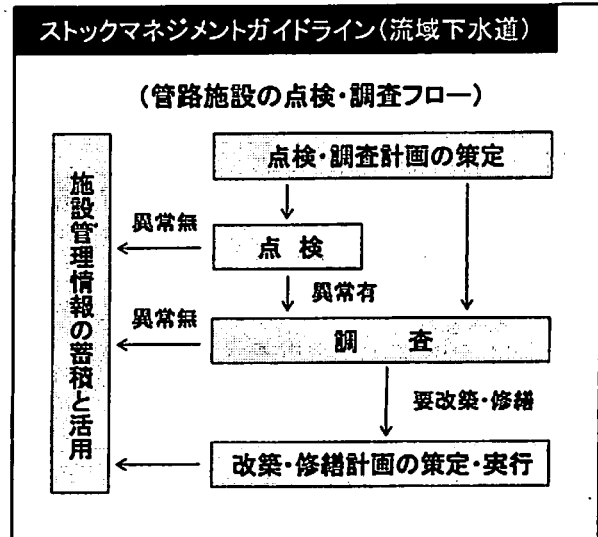 ストックマネジメントガイドライン(流域下水道)
(管路施設の点検・調査フロー)
施設管理情報の蓄積と活用
点検・調査計画の策定
異常無
点 検
異常有
異常無
調 査
要改築・修繕
改築・修繕計画の策定・実行